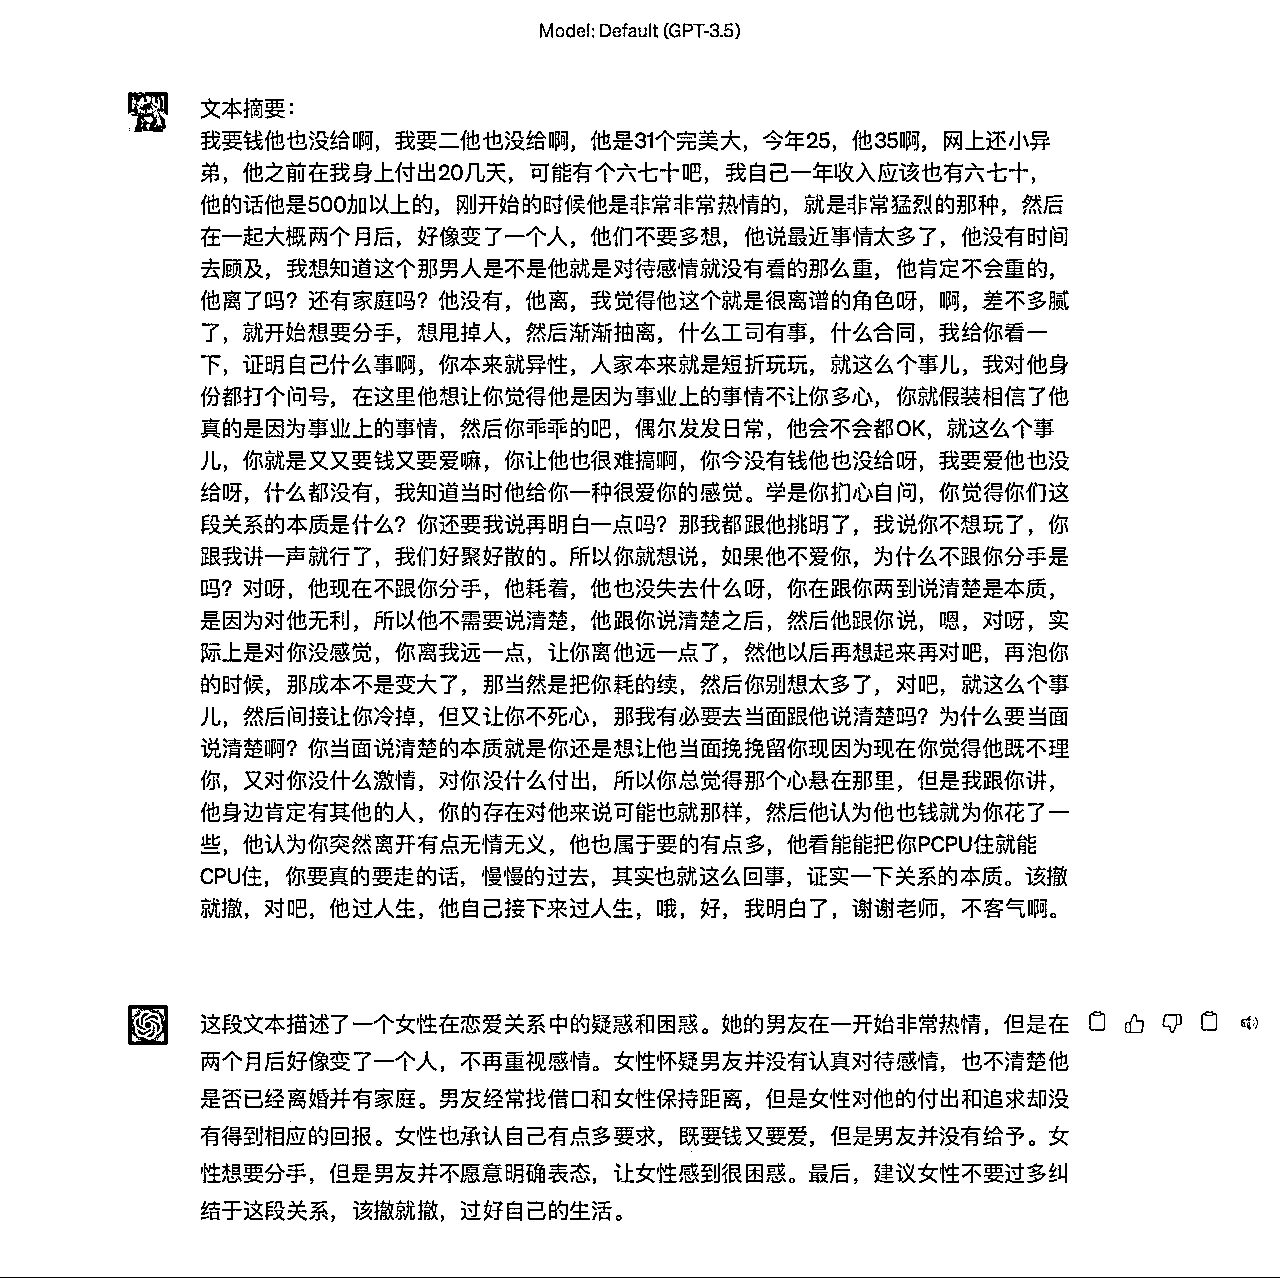 Model: Default (GPT-3.5)
文本摘要：
我要钱他也没给啊，我要二他也没给啊，他是31个完美大，今年25，他35啊，网上还小异
弟，他之前在我身上付出20几天，可能有个六七十吧，我自己一年收入应该也有六七十，
他的话他是500加以上的，刚开始的时候他是非常非常热情的，就是非常猛烈的那种，然后
在一起大概两个月后，好像变了一个人，他们不要多想，他说最近事情太多了，他没有时间
去顾及，我想知道这个那男人是不是他就是对待感情就没有看的那么重，他肯定不会重的，
他离了吗？还有家庭吗？他没有，他离，我觉得他这个就是很离谱的角色呀，啊，差不多腻
了，就开始想要分手，想甩掉人，然后渐渐抽离，什么工司有事，什么合同，我给你看一
下，证明自己什么事啊，你本来就异性，人家本来就是短折玩玩，就这么个事儿，我对他身
份都打个问号，在这里他想让你觉得他是因为事业上的事情不让你多心，你就假装相信了他
真的是因为事业上的事情，然后你乖乖的吧，偶尔发发日常，他会不会都OK，就这么个事
儿，你就是又又要钱又要爱嘛，你让他也很难搞啊，你今没有钱他也没给呀，我要爱他也没
给呀，什么都没有，我知道当时他给你一种很爱你的感觉。学是你扪心自问，你觉得你们这
段关系的本质是什么？你还要我说再明白一点吗？那我都跟他挑明了，我说你不想玩了，你
跟我讲一声就行了，我们好聚好散的。所以你就想说，如果他不爱你，为什么不跟你分手是
吗？对呀，他现在不跟你分手，他耗着，他也没失去什么呀，你在跟你两到说清楚是本质，
是因为对他无利，所以他不需要说清楚，他跟你说清楚之后，然后他跟你说，嗯，对呀，实
际上是对你没感觉，你离我远一点，让你离他远一点了，然他以后再想起来再对吧，再泡你
的时候，那成本不是变大了，那当然是把你耗的续，然后你别想太多了，对吧，就这么个事
儿，然后间接让你冷掉，但又让你不死心，那我有必要去当面跟他说清楚吗？为什么要当面
说清楚啊？你当面说清楚的本质就是你还是想让他当面挽挽留你现因为现在你觉得他既不理
你，又对你没什么激情，对你没什么付出，所以你总觉得那个心悬在那里，但是我跟你讲，
他身边肯定有其他的人，你的存在对他来说可能也就那样，然后他认为他也钱就为你花了一
些，他认为你突然离开有点无情无义，他也属于要的有点多，他看能能把你PCPU住就能
CPU住，你要真的要走的话，慢慢的过去，其实也就这么回事，证实一下关系的本质。该撤
就撤，对吧，他过人生，他自己接下来过人生，哦，好，我明白了，谢谢老师，不客气啊。
这段文本描述了一个女性在恋爱关系中的疑惑和困惑。她的男友在一开始非常热情，但是在
两个月后好像变了一个人，不再重视感情。女性怀疑男友并没有认真对待感情，也不清楚他
是否已经离婚并有家庭。男友经常找借口和女性保持距离，但是女性对他的付出和追求却没
有得到相应的回报。女性也承认自己有点多要求，既要钱又要爱，但是男友并没有给予。女
性想要分手，但是男友并不愿意明确表态，让女性感到很困惑。最后，建议女性不要过多纠
结于这段关系，该撤就撤，过好自己的生活。